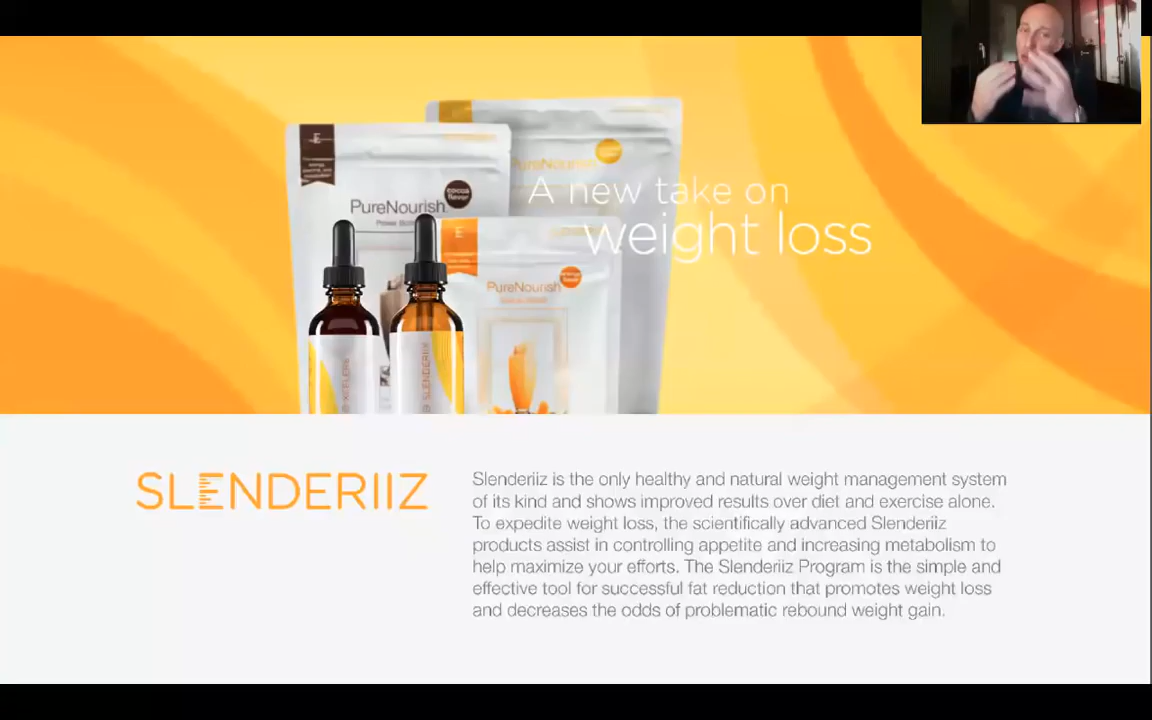 E
PureNourish
cocoa
flavour
PureNourish
A new take on
weight loss
E
PureNourish
SLENDERIIZ
SLENDERIIZ
Slenderiiz is the only healthy and natural weight management system
of its kind and shows improved results over diet and exercise alone.
To expedite weight loss, the scientifically advanced Slenderiiz
products assist in controlling appetite and increasing metabolism to
help maximize your efforts. The Slenderiiz Program is the simple and
effective tool for successful fat reduction that promotes weight loss
and decreases the odds of problematic rebound weight gain.